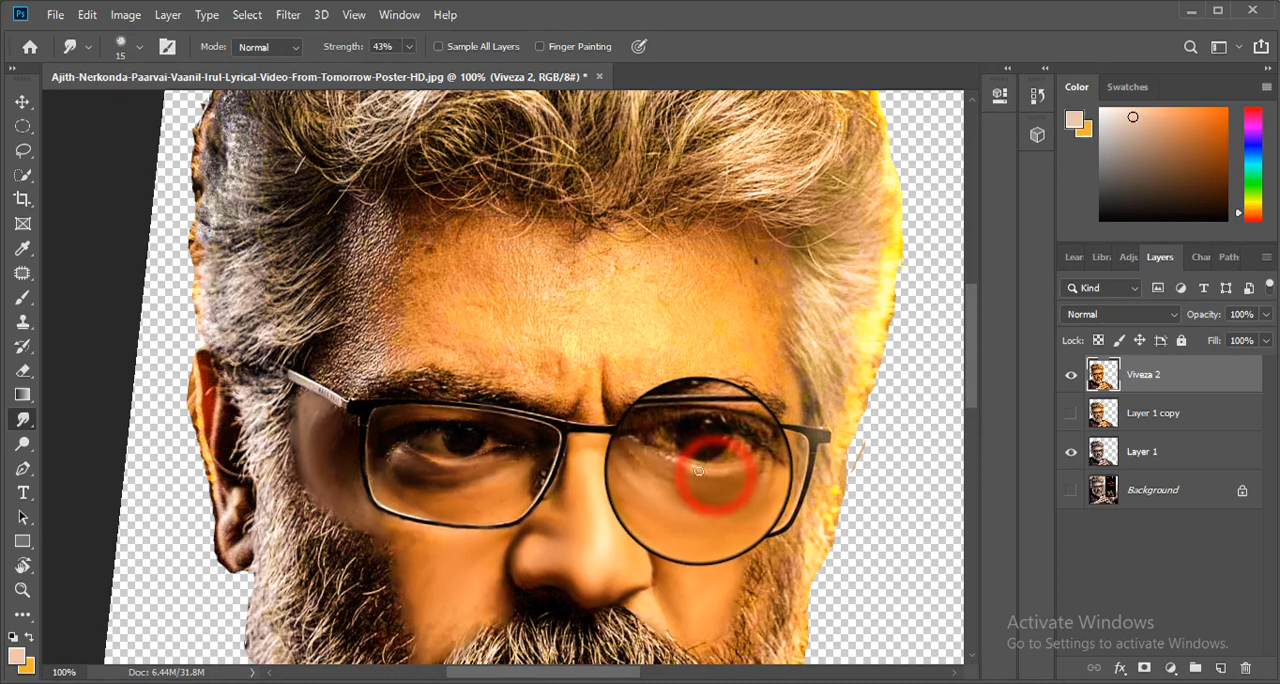 Ps File Edit Image Layer Type Select Filter 3D View Window Help
15 Mode: Normal Strength: 43% Sample All Layers Finger Painting
Ajith-Nerkonda-Paarvai-Vaanil-Irul-Lyrical-Video-From-Tomorrow-Poster-HD.jpg @ 100% (Viveza 2, RGB/8#) *
Color Swatches
Lear Libra Adju Layers Char Path
Kind
Normal Opacity: 100%
Lock: Fill: 100%
Viveza 2
Layer 1 copy
Layer 1
Background
Activate Windows
Go to Settings to activate Windows.
100% Doc: 6.44M/31.8M